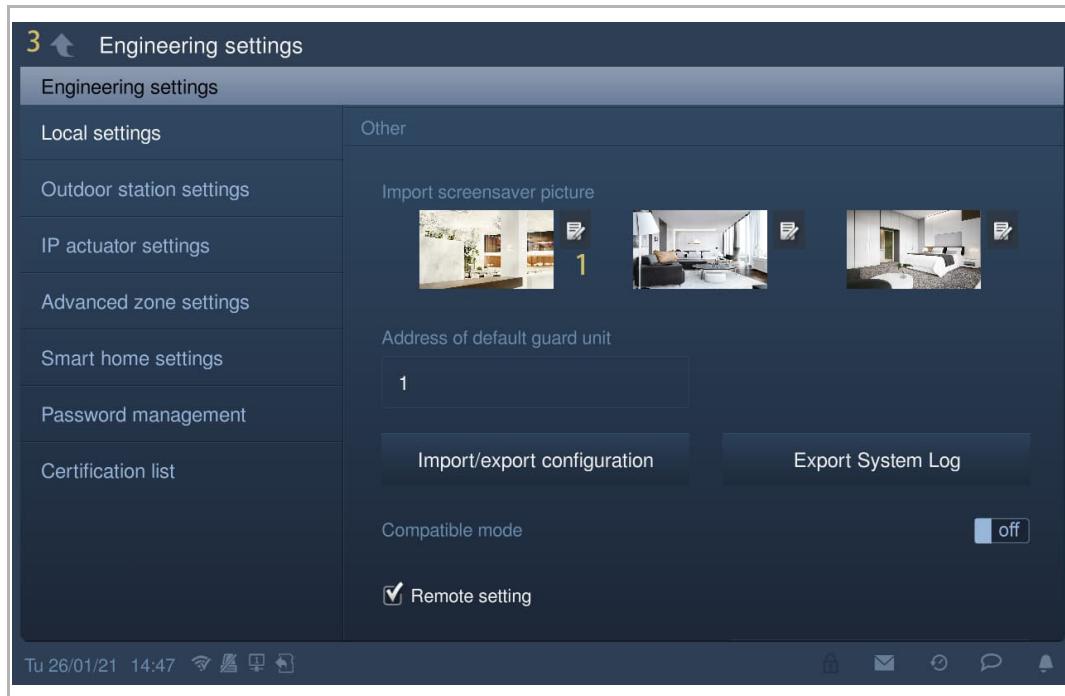 3 Engineering settings
Engineering settings
Local settings
Other
Outdoor station settings
Import screensaver picture
IP actuator settings
1
Advanced zone settings
Address of default guard unit
Smart home settings
1
Password management
Import/export configuration Export System Log
Certification list
Compatible mode off
Remote setting
Tu 26/01/21 14:47